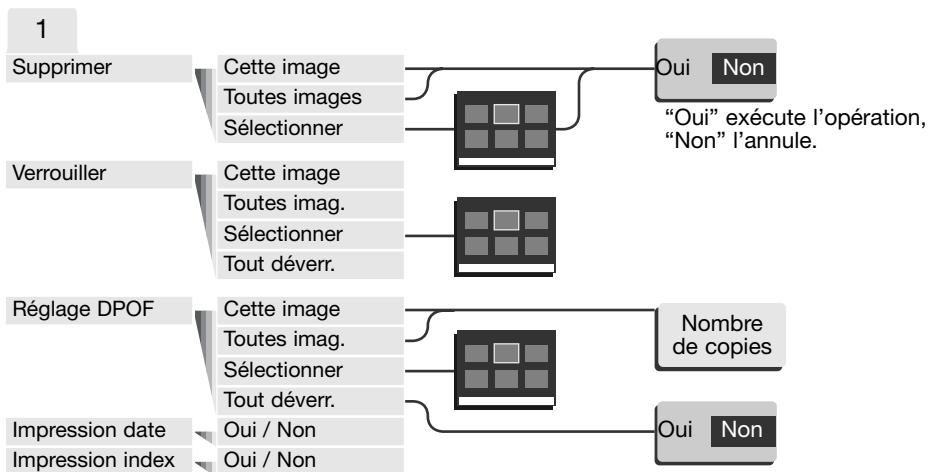 1
Supprimer
Cette image
Oui Non
Toutes images
Sélectionner
“Oui” exécute l’opération,
“Non” l’annule.
Verrouiller
Cette image
Toutes imag.
Sélectionner
Tout déverr.
Réglage DPOF
Cette image
Toutes imag.
Sélectionner
Tout déverr.
Nombre
de copies
Impression date
Oui / Non
Oui Non
Impression index
Oui / Non